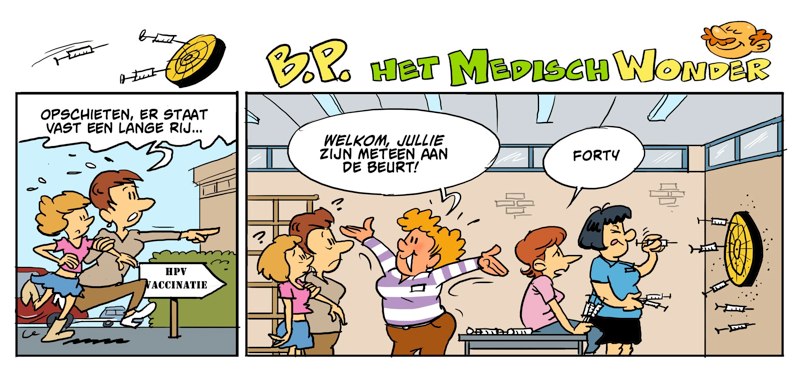 B.P. HET MEDISCH WONDER
OPSCHIETEN, ER STAAT
VAST EEN LANGE RIJ...
HPV
VACCINATIE
WELKOM, JULLIE
ZIJN METEEN AAN
DE BEURT!
FORTY
?
?